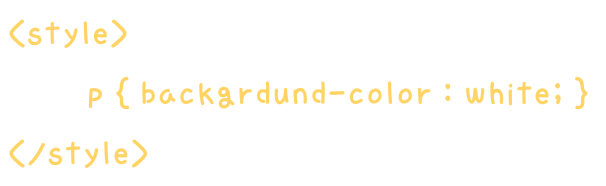 <style>
p { backgrdund-color : white; }
</style>